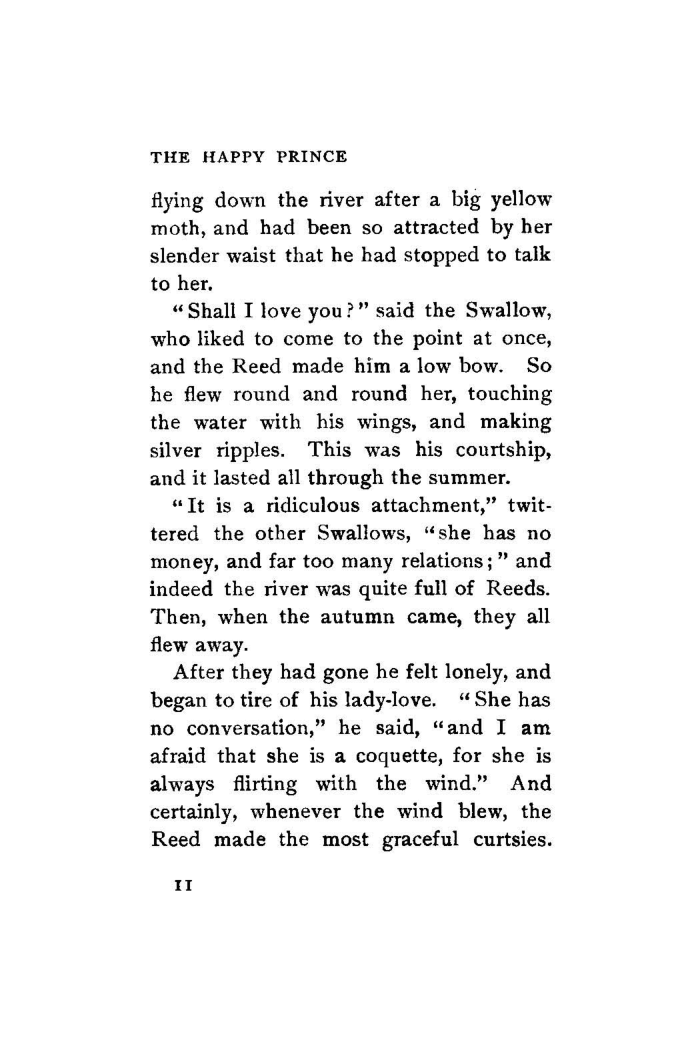 THE HAPPY PRINCE
flying down the river after a big yellow
moth, and had been so attracted by her
slender waist that he had stopped to talk
to her.
“Shall I love you?” said the Swallow,
who liked to come to the point at once,
and the Reed made him a low bow. So
he flew round and round her, touching
the water with his wings, and making
silver ripples. This was his courtship,
and it lasted all through the summer.
“It is a ridiculous attachment,” twit-
tered the other Swallows, “she has no
money, and far too many relations;” and
indeed the river was quite full of Reeds.
Then, when the autumn came, they all
flew away.
After they had gone he felt lonely, and
began to tire of his lady-love. “She has
no conversation,” he said, “and I am
afraid that she is a coquette, for she is
always flirting with the wind.” And
certainly, whenever the wind blew, the
Reed made the most graceful curtsies.
11